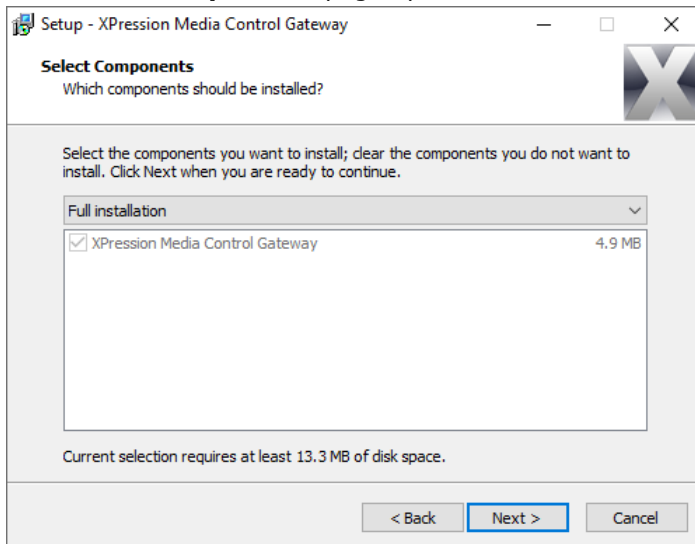 Setup - XPression Media Control Gateway
Select Components
Which components should be installed?
Select the components you want to install; clear the components you do not want to
install. Click Next when you are ready to continue.
Full installation
XPression Media Control Gateway 4.9 MB
Current selection requires at least 13.3 MB of disk space.
< Back Next > Cancel